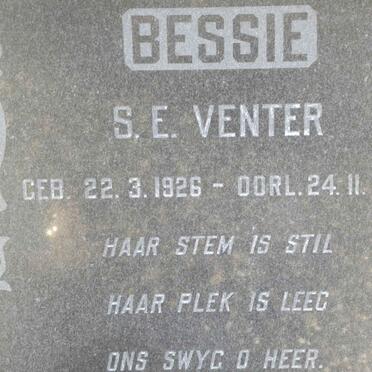 BESSIE
S. E. VENTER
GEB. 22. 3. 1926 - OORL. 24. 11.
HAAR STEM IS STIL
HAAR PLEK IS LEEG
ONS SWYG O HEER.